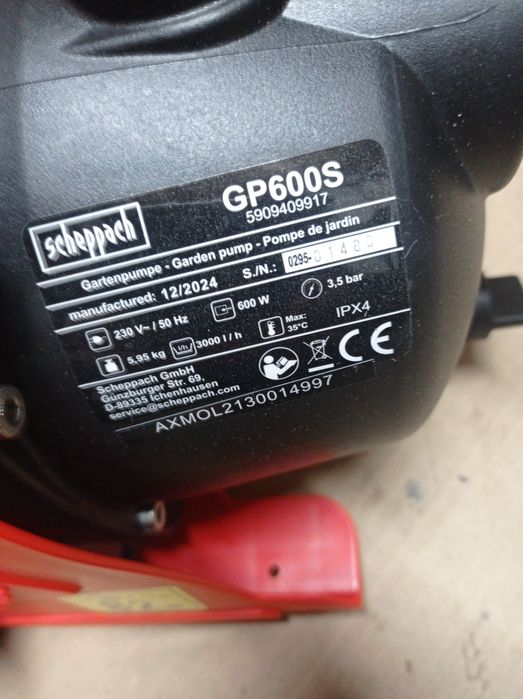 scheppach
GP600S
5909409917
Gartenpumpe - Garden pump - Pompe de jardin
manufactured: 12/2024 S./N.: 0295-01480
230 V~ / 50 Hz 600 W 3,5 bar
5,95 kg l/h 3000 l / h Max: 35°C IPX4
Scheppach GmbH
Günzburger Str. 69,
D-89335 Ichenhausen
service@scheppach.com
CE
AXMOL2130014997